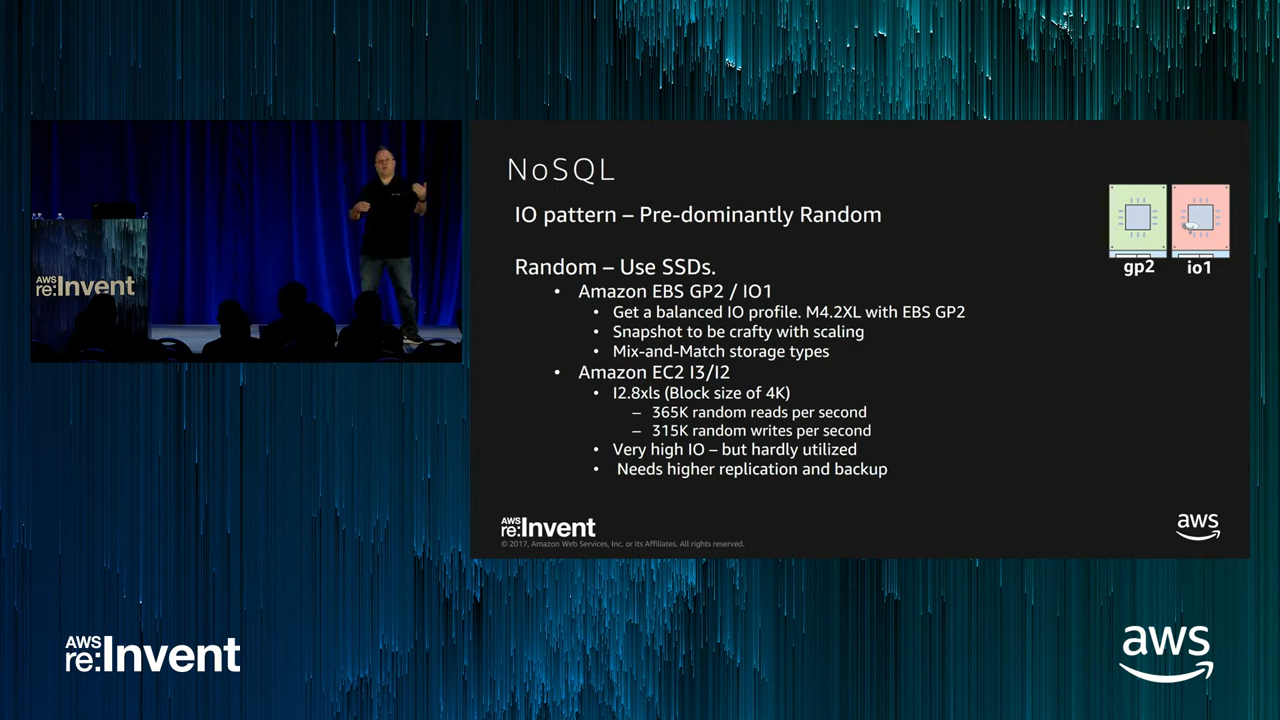 AWS
re:Invent
NoSQL
IO pattern – Pre-dominantly Random
gp2
io1
Random – Use SSDs.
• Amazon EBS GP2 / IO1
• Get a balanced IO profile. M4.2XL with EBS GP2
• Snapshot to be crafty with scaling
• Mix-and-Match storage types
• Amazon EC2 I3/I2
• I2.8xls (Block size of 4K)
– 365K random reads per second
– 315K random writes per second
• Very high IO – but hardly utilized
• Needs higher replication and backup
AWS
re:Invent
© 2017, Amazon Web Services, Inc. or its Affiliates. All rights reserved.
aws
AWS
re:Invent
aws